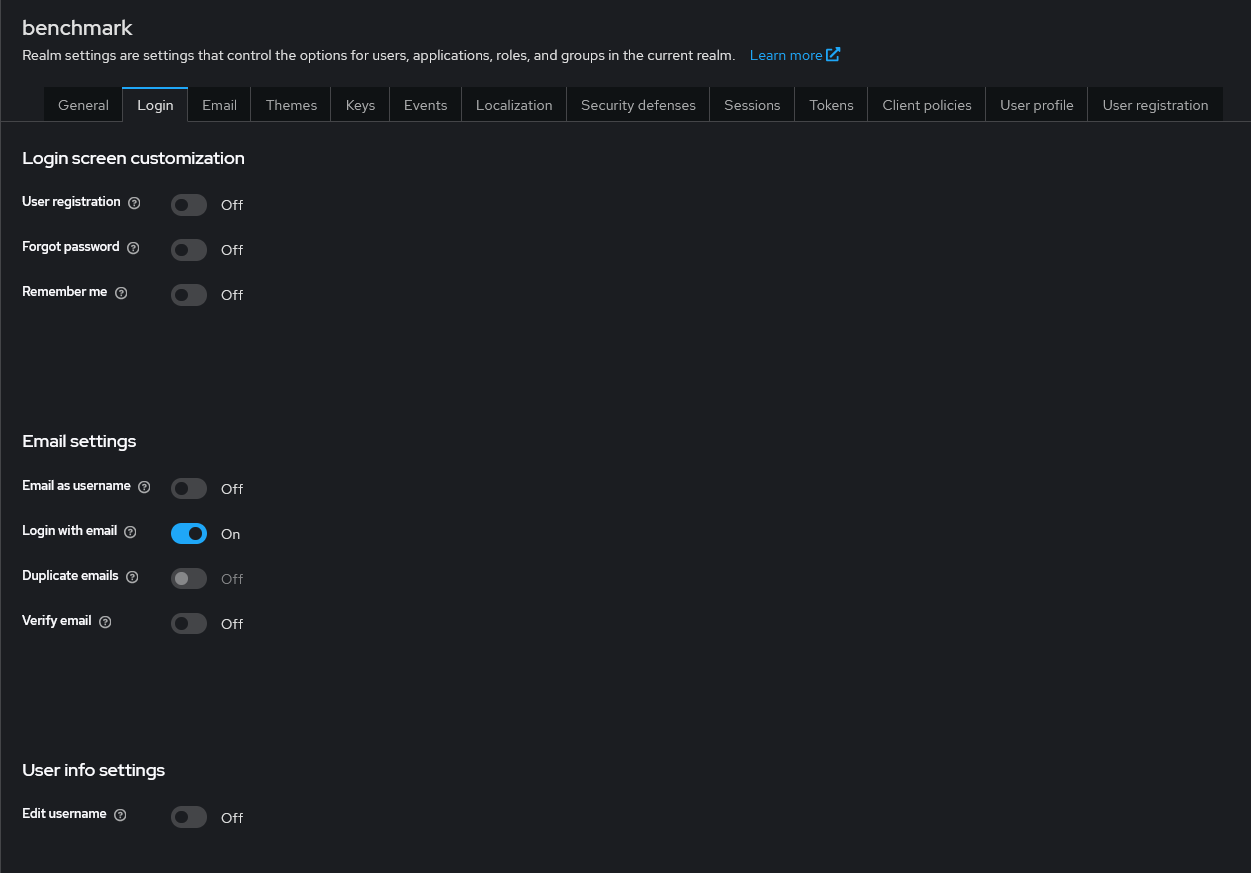 benchmark
Realm settings are settings that control the options for users, applications, roles, and groups in the current realm. Learn more
General Login Email Themes Keys Events Localization Security defenses Sessions Tokens Client policies User profile User registration
Login screen customization
User registration Off
Forgot password Off
Remember me Off
Email settings
Email as username Off
Login with email On
Duplicate emails Off
Verify email Off
User info settings
Edit username Off